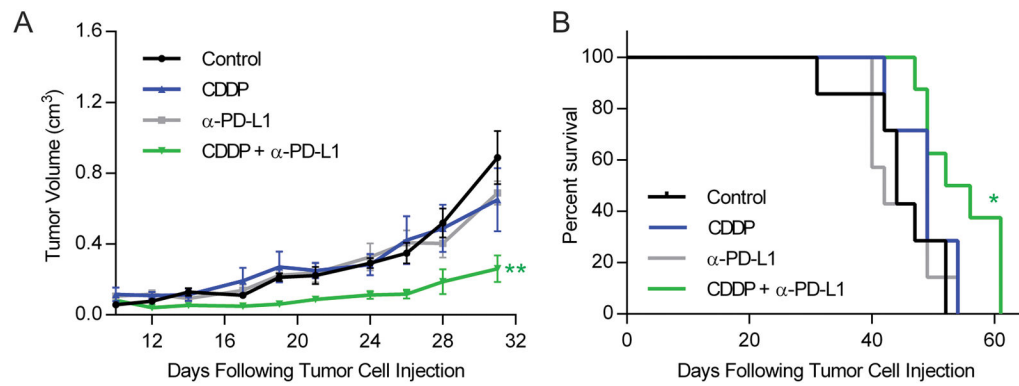 A
Tumor Volume (cm³)
1.6
1.2
0.8
0.4
0.0
Control
CDDP
α-PD-L1
CDDP + α-PD-L1
**
12 16 20 24 28 32
Days Following Tumor Cell Injection
B
Percent survival
100
80
60
40
20
0
Control
CDDP
α-PD-L1
CDDP + α-PD-L1
*
0 20 40 60
Days Following Tumor Cell Injection